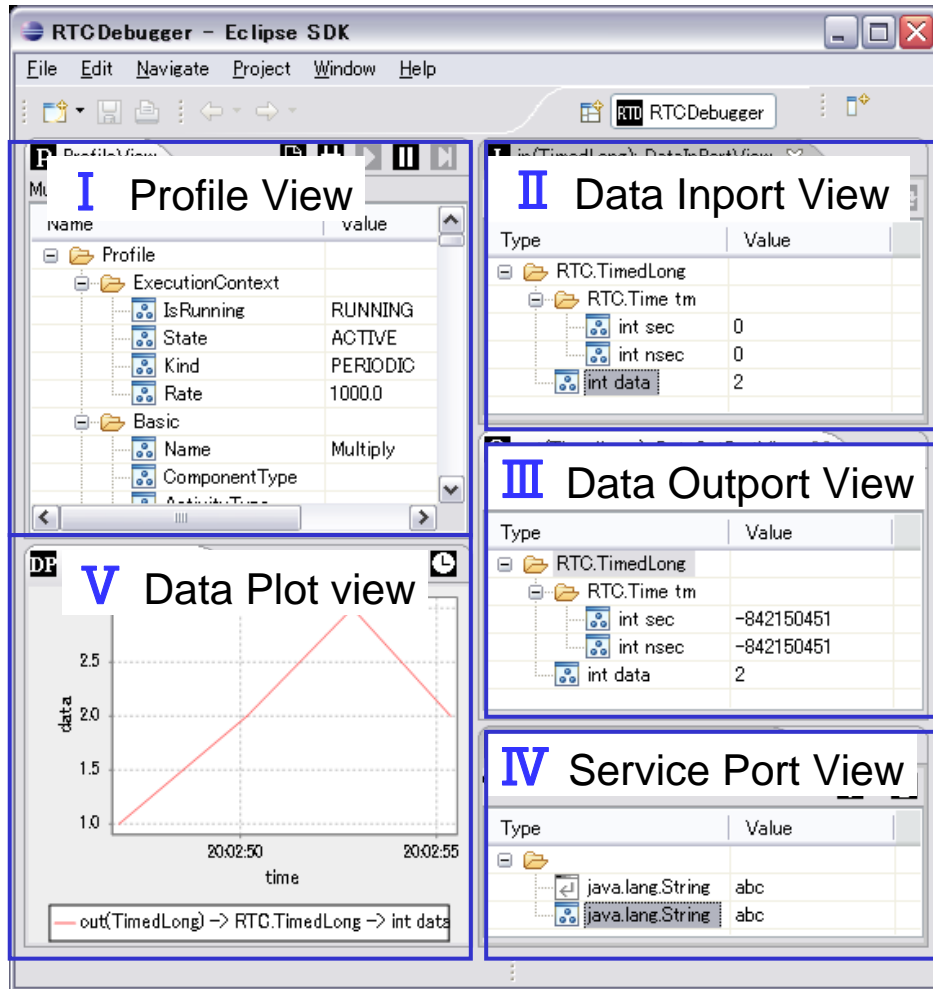 RTCDebugger - Eclipse SDK
File Edit Navigate Project Window Help
RTD RTCDebugger
Ⅰ Profile View
Name Value
Profile
ExecutionContext
IsRunning RUNNING
State ACTIVE
Kind PERIODIC
Rate 1000.0
Basic
Name Multiply
ComponentType
ActivityType
Ⅱ Data Inport View
Type Value
RTC.TimedLong
RTC.Time tm
int sec 0
int nsec 0
int data 2
Ⅲ Data Outport View
Type Value
RTC.TimedLong
RTC.Time tm
int sec -842150451
int nsec -842150451
int data 2
Ⅴ Data Plot view
DP
2.5
2.0
1.5
1.0
data
20:02:50 20:02:55
time
out(TimedLong) -> RTC.TimedLong -> int data
Ⅳ Service Port View
Type Value
java.lang.String abc
java.lang.String abc